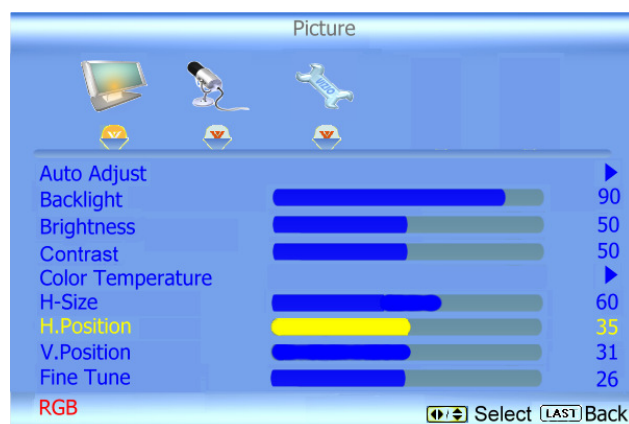 Picture
VIZIO
Auto Adjust
Backlight 90
Brightness 50
Contrast 50
Color Temperature
H-Size 60
H.Position 35
V.Position 31
Fine Tune 26
RGB Select LAST Back